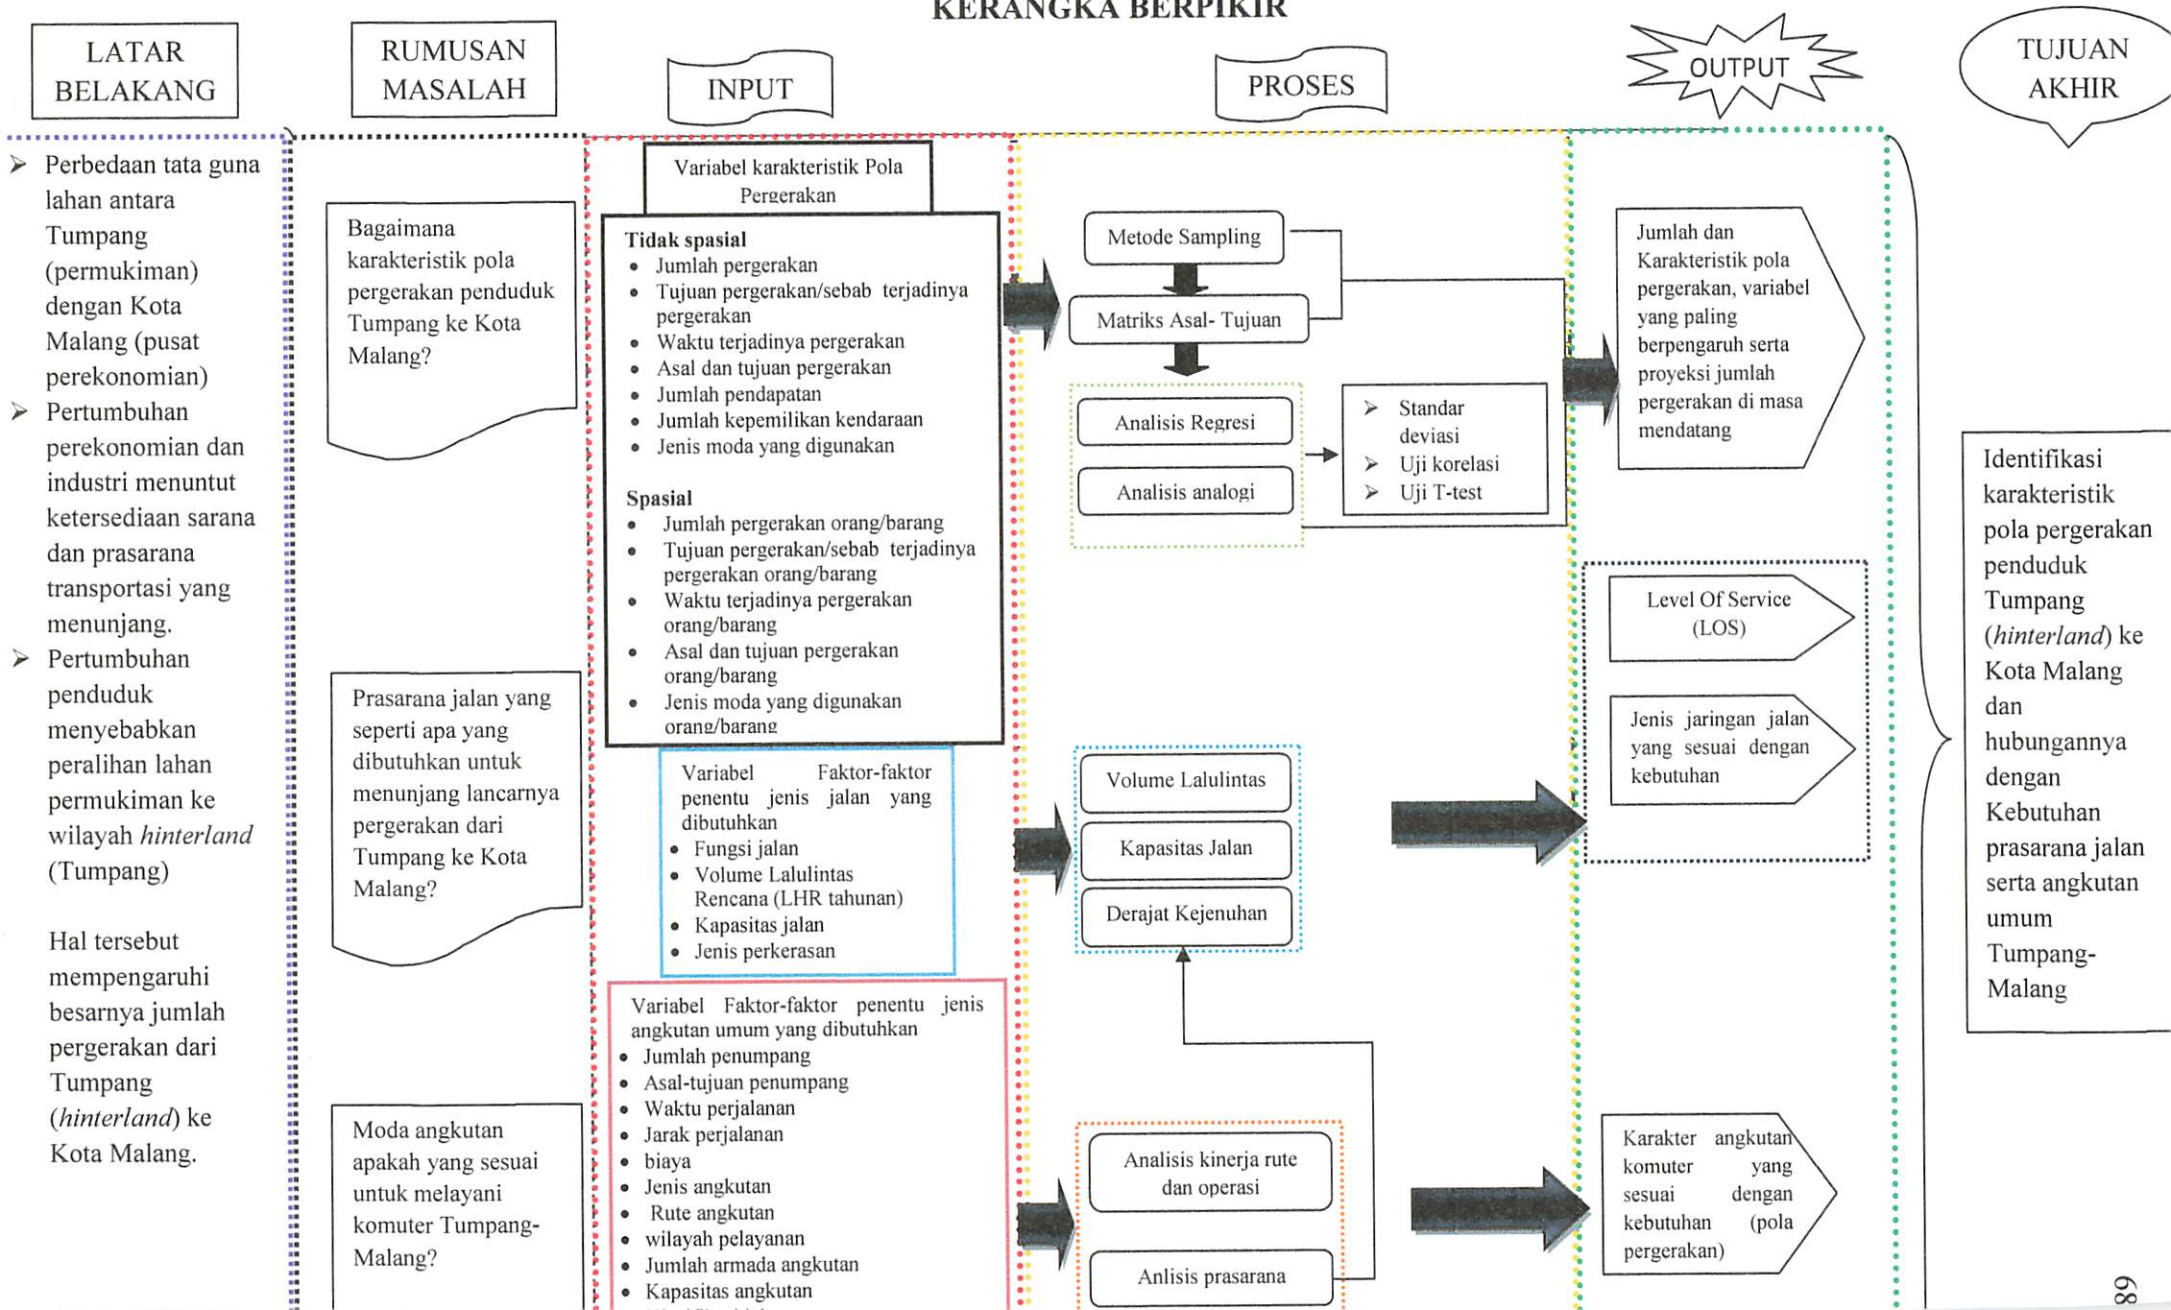 KERANGKA BERPIKIR
LATAR
BELAKANG
RUMUSAN
MASALAH
INPUT
PROSES
OUTPUT
TUJUAN
AKHIR
➢ Perbedaan tata guna
lahan antara
Tumpang
(permukiman)
dengan Kota
Malang (pusat
perekonomian)
➢ Pertumbuhan
perekonomian dan
industri menuntut
ketersediaan sarana
dan prasarana
transportasi yang
menunjang.
➢ Pertumbuhan
penduduk
menyebabkan
peralihan lahan
permukiman ke
wilayah hinterland
(Tumpang)
Hal tersebut
mempengaruhi
besarnya jumlah
pergerakan dari
Tumpang
(hinterland) ke
Kota Malang.
Bagaimana
karakteristik pola
pergerakan penduduk
Tumpang ke Kota
Malang?
Prasarana jalan yang
seperti apa yang
dibutuhkan untuk
menunjang lancarnya
pergerakan dari
Tumpang ke Kota
Malang?
Moda angkutan
apakah yang sesuai
untuk melayani
komuter Tumpang-
Malang?
Variabel karakteristik Pola
Pergerakan
Tidak spasial
• Jumlah pergerakan
• Tujuan pergerakan/sebab terjadinya
pergerakan
• Waktu terjadinya pergerakan
• Asal dan tujuan pergerakan
• Jumlah pendapatan
• Jumlah kepemilikan kendaraan
• Jenis moda yang digunakan
Spasial
• Jumlah pergerakan orang/barang
• Tujuan pergerakan/sebab terjadinya
pergerakan orang/barang
• Waktu terjadinya pergerakan
orang/barang
• Asal dan tujuan pergerakan
orang/barang
• Jenis moda yang digunakan
orang/barang
Variabel Faktor-faktor
penentu jenis jalan yang
dibutuhkan
• Fungsi jalan
• Volume Lalulintas
Rencana (LHR tahunan)
• Kapasitas jalan
• Jenis perkerasan
Variabel Faktor-faktor penentu jenis
angkutan umum yang dibutuhkan
• Jumlah penumpang
• Asal-tujuan penumpang
• Waktu perjalanan
• Jarak perjalanan
• biaya
• Jenis angkutan
• Rute angkutan
• wilayah pelayanan
• Jumlah armada angkutan
• Kapasitas angkutan
Metode Sampling
Matriks Asal- Tujuan
Analisis Regresi
Analisis analogi
➢ Standar
deviasi
➢ Uji korelasi
➢ Uji T-test
Volume Lalulintas
Kapasitas Jalan
Derajat Kejenuhan
Analisis kinerja rute
dan operasi
Anlisis prasarana
Jumlah dan
Karakteristik pola
pergerakan, variabel
yang paling
berpengaruh serta
proyeksi jumlah
pergerakan di masa
mendatang
Level Of Service
(LOS)
Jenis jaringan jalan
yang sesuai dengan
kebutuhan
Karakter angkutan
komuter yang
sesuai dengan
kebutuhan (pola
pergerakan)
Identifikasi
karakteristik
pola pergerakan
penduduk
Tumpang
(hinterland) ke
Kota Malang
dan
hubungannya
dengan
Kebutuhan
prasarana jalan
serta angkutan
umum
Tumpang-
Malang
68